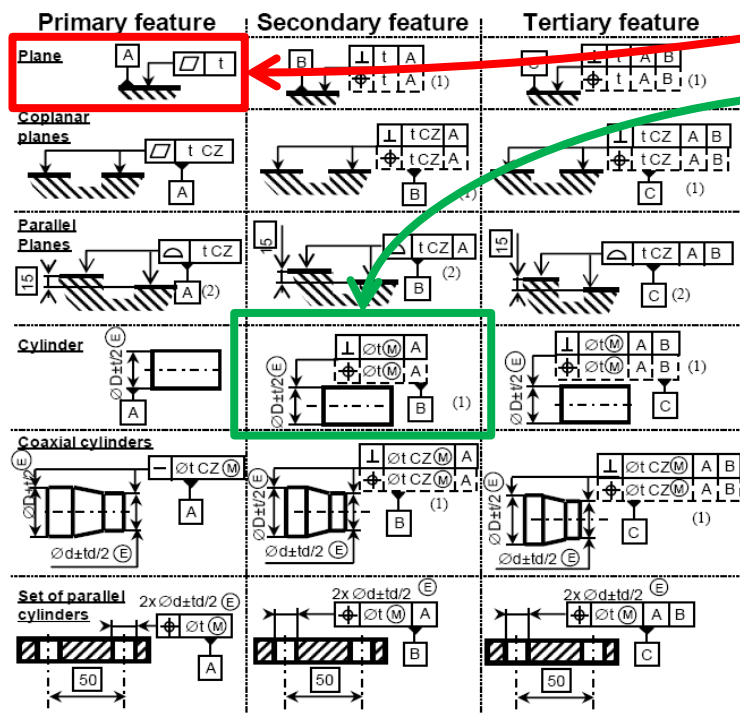 Primary feature Secondary feature Tertiary feature
Plane
A
⏥ t
B
⊥ t A
⌖ t A (1)
⊥ t A B
⌖ t A B (1)
Coplanar planes
⏥ t CZ
A
⊥ t CZ A
⌖ t CZ A
B
⊥ t CZ A B
⌖ t CZ A B
C (1)
Parallel Planes
15
⌓ t CZ
A (2)
15
⌓ t CZ A
B (2)
15
⌓ t CZ A B
C (2)
Cylinder
ØD±t/2 Ⓔ
A
ØD±t/2 Ⓔ
⊥ Øt Ⓜ A
⌖ Øt Ⓜ A
B (1)
ØD±t/2 Ⓔ
⊥ Øt Ⓜ A B
⌖ Øt Ⓜ A B (1)
C
Coaxial cylinders
ØD±t/2 Ⓔ
⏤ Øt CZ Ⓜ
A
Ød±td/2 Ⓔ
ØD±t/2 Ⓔ
⊥ Øt CZ Ⓜ A
⌖ Øt CZ Ⓜ A
B (1)
Ød±td/2 Ⓔ
ØD±t/2 Ⓔ
⊥ Øt CZ Ⓜ A B
⌖ Øt CZ Ⓜ A B
C (1)
Ød±td/2 Ⓔ
Set of parallel cylinders
2x Ød±td/2 Ⓔ
⌖ Øt Ⓜ
A
50
2x Ød±td/2 Ⓔ
⌖ Øt Ⓜ A
B
50
2x Ød±td/2 Ⓔ
⌖ Øt Ⓜ A B
C
50